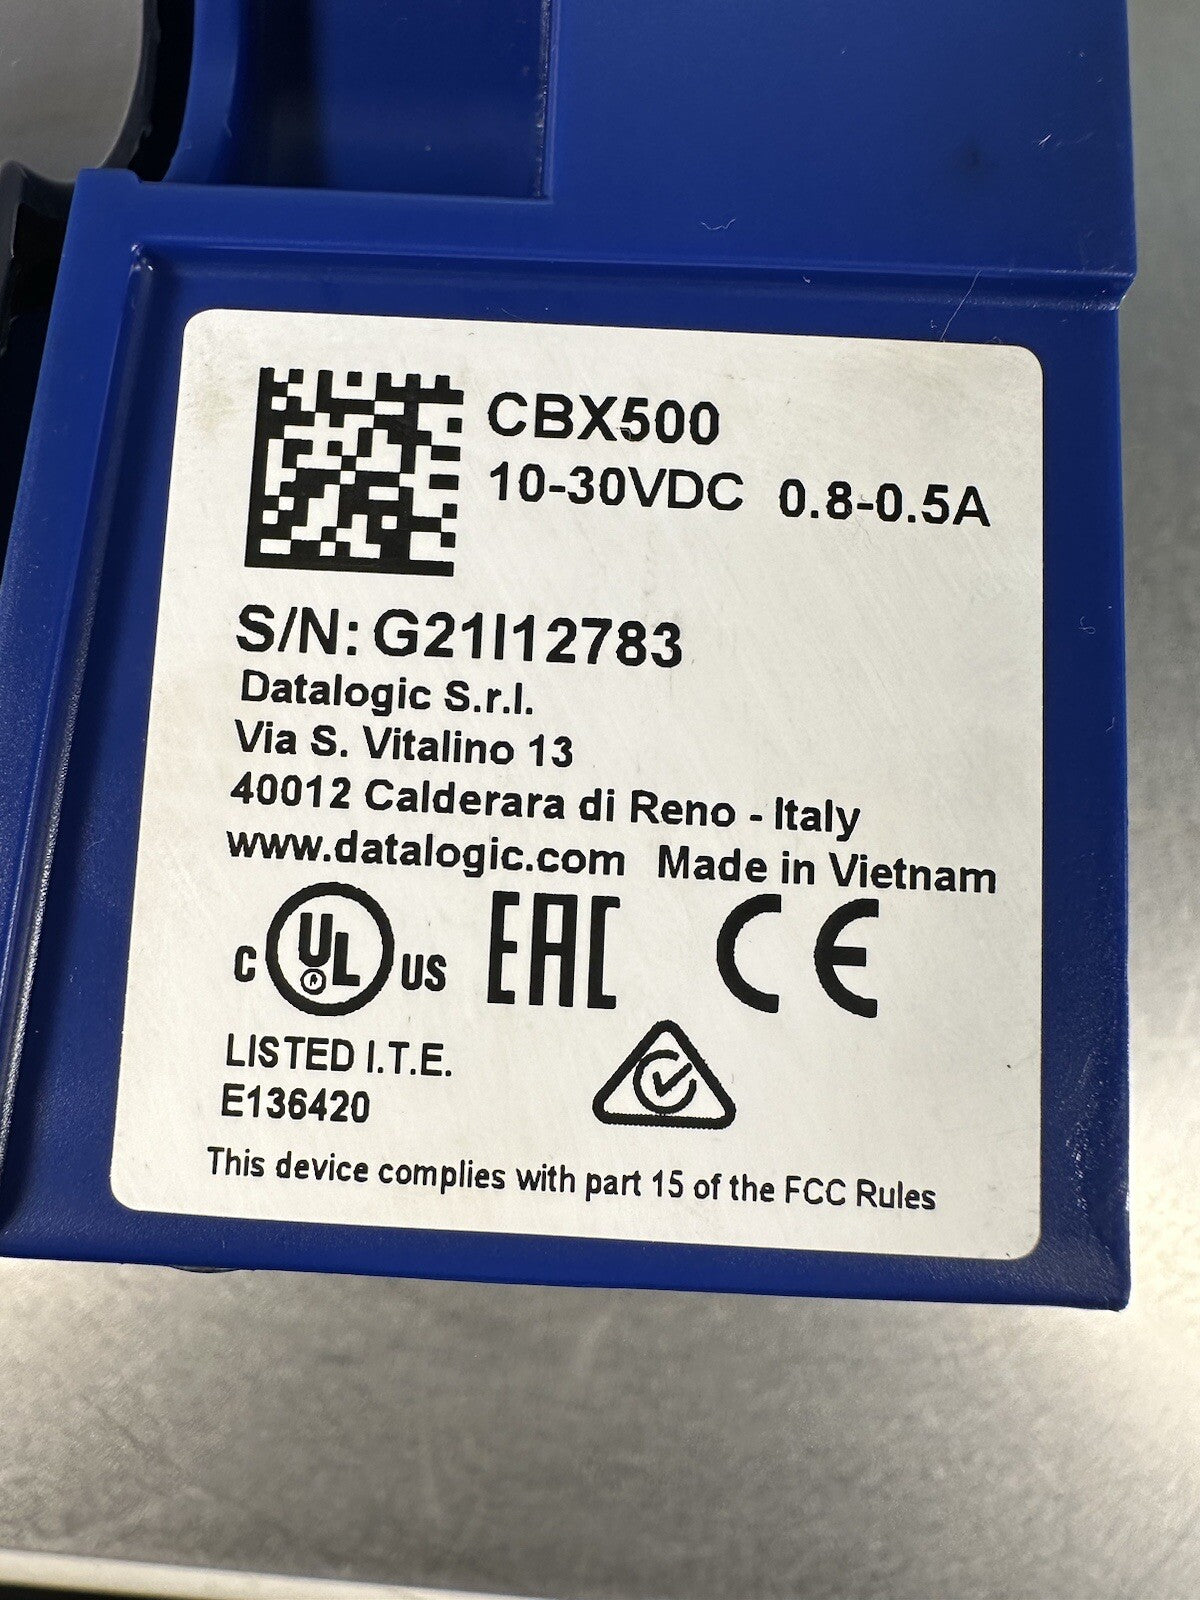 CBX500
10-30VDC 0.8-0.5A
S/N: G21I12783
Datalogic S.r.l.
Via S. Vitalino 13
40012 Calderara di Reno - Italy
www.datalogic.com Made in Vietnam
C UL US EAC CE
LISTED I.T.E.
E136420
This device complies with part 15 of the FCC Rules